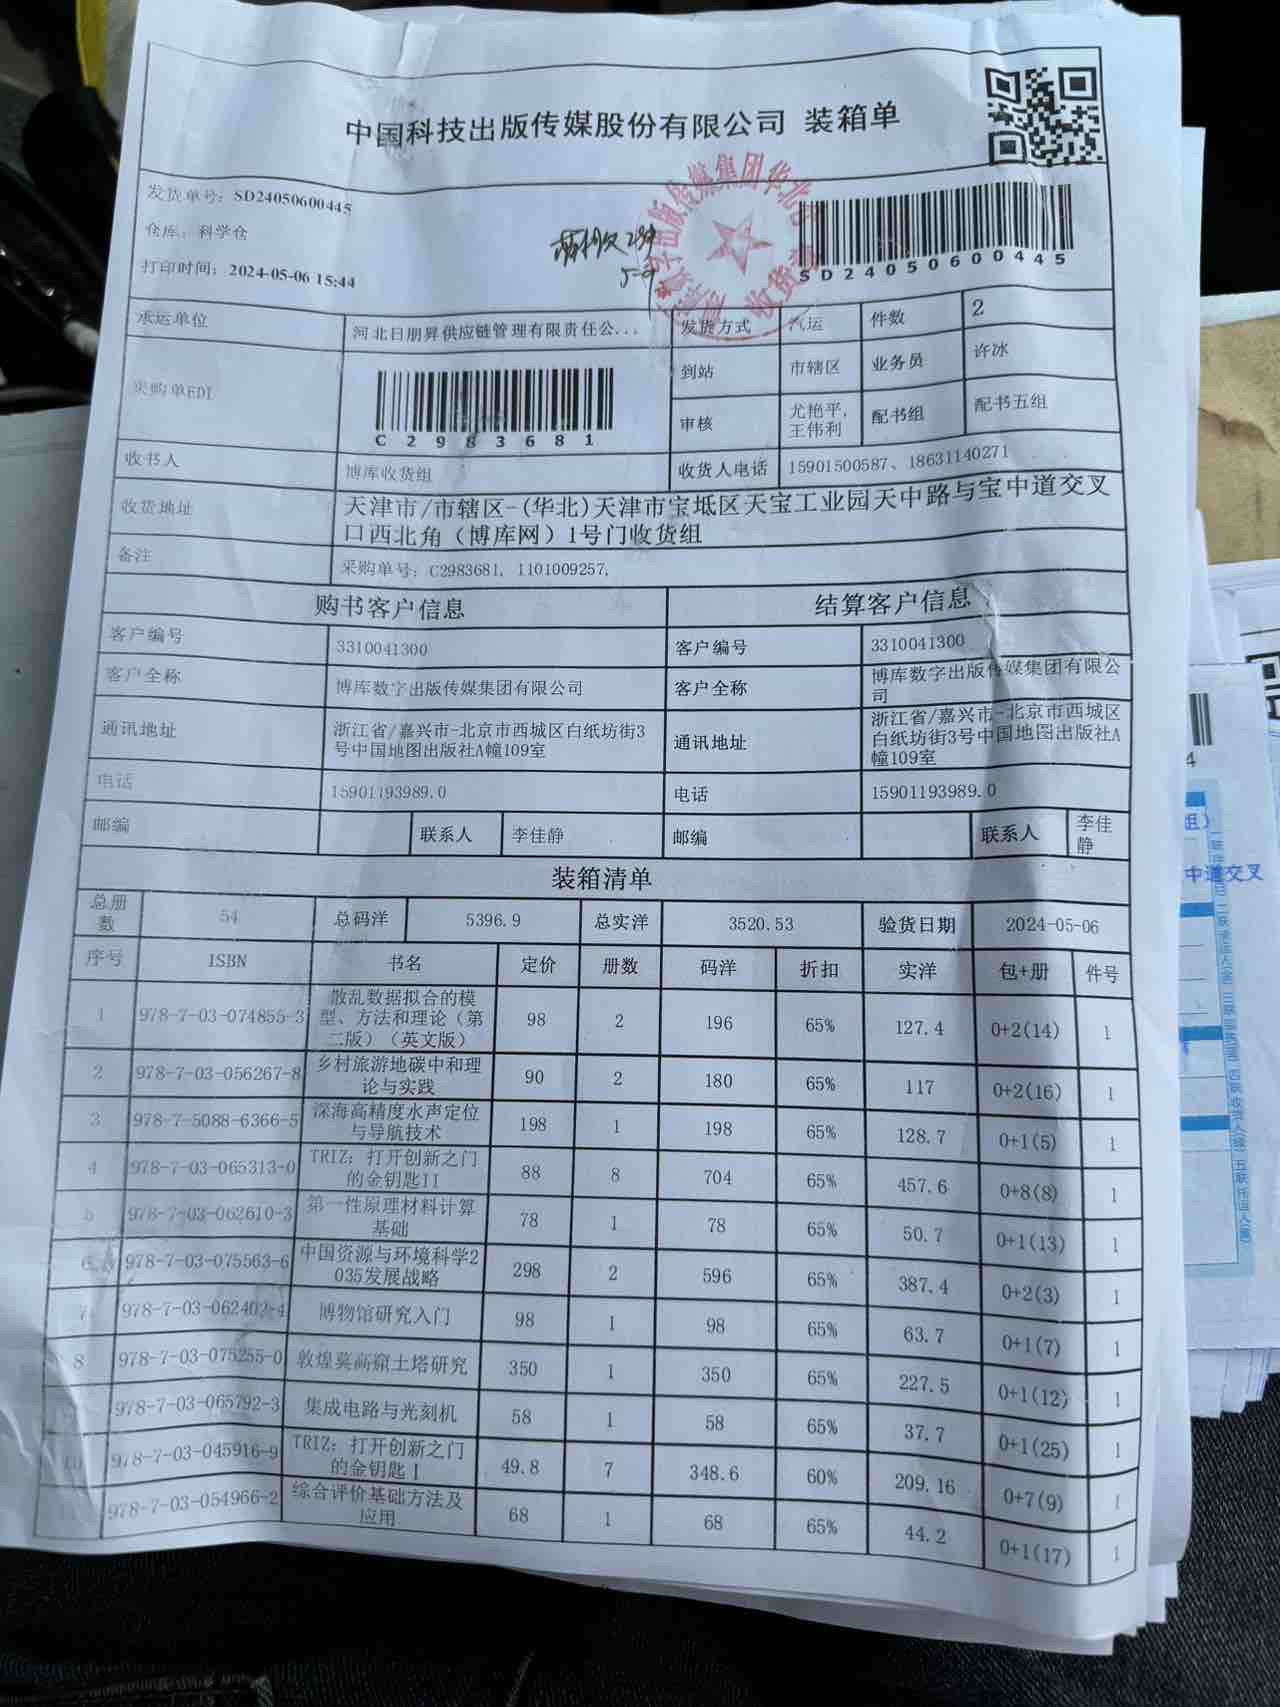 中国科技出版传媒股份有限公司 装箱单
发货单号：SD24050600445
仓库：科学仓
打印时间：2024-05-06 15:44
SD24050600445
收货
承运单位 河北日朋昇供应链管理有限责任公... 发货方式 汽运 件数 2
采购单EDI C2983681 到站 市辖区 业务员 许冰
审核 尤艳平,王伟利 配书组 配书五组
收书人 博库收货组 收货人电话 15901500587、18631140271
收货地址 天津市/市辖区-(华北)天津市宝坻区天宝工业园天中路与宝中道交叉
口西北角（博库网）1号门收货组
备注 采购单号：C2983681, 1101009257,
购书客户信息 结算客户信息
客户编号 3310041300 客户编号 3310041300
客户全称 博库数字出版传媒集团有限公司 客户全称 博库数字出版传媒集团有限公司
通讯地址 浙江省/嘉兴市-北京市西城区白纸坊街3号中国地图出版社A幢109室 通讯地址 浙江省/嘉兴市-北京市西城区白纸坊街3号中国地图出版社A幢109室
电话 15901193989.0 电话 15901193989.0
邮编 联系人 李佳静 邮编 联系人 李佳静
装箱清单
总册数 54 总码洋 5396.9 总实洋 3520.53 验货日期 2024-05-06
序号 ISBN 书名 定价 册数 码洋 折扣 实洋 包+册 件号
1 978-7-03-074855-3 散乱数据拟合的模型、方法和理论（第二版）（英文版） 98 2 196 65% 127.4 0+2(14) 1
2 978-7-03-056267-8 乡村旅游地碳中和理论与实践 90 2 180 65% 117 0+2(16) 1
3 978-7-5088-6366-5 深海高精度水声定位与导航技术 198 1 198 65% 128.7 0+1(5) 1
4 978-7-03-065313-0 TRIZ：打开创新之门的金钥匙II 88 8 704 65% 457.6 0+8(8) 1
5 978-7-03-062610-3 第一性原理材料计算基础 78 1 78 65% 50.7 0+1(13) 1
6 978-7-03-075563-6 中国资源与环境科学2035发展战略 298 2 596 65% 387.4 0+2(3) 1
7 978-7-03-062402-4 博物馆研究入门 98 1 98 65% 63.7 0+1(7) 1
8 978-7-03-075255-0 敦煌莫高窟土塔研究 350 1 350 65% 227.5 0+1(12) 1
978-7-03-065792-3 集成电路与光刻机 58 1 58 65% 37.7 0+1(25) 1
10 978-7-03-045916-9 TRIZ：打开创新之门的金钥匙Ⅰ 49.8 7 348.6 60% 209.16 0+7(9) 1
978-7-03-054966-2 综合评价基础方法及应用 68 1 68 65% 44.2 0+1(17) 1
中道交叉